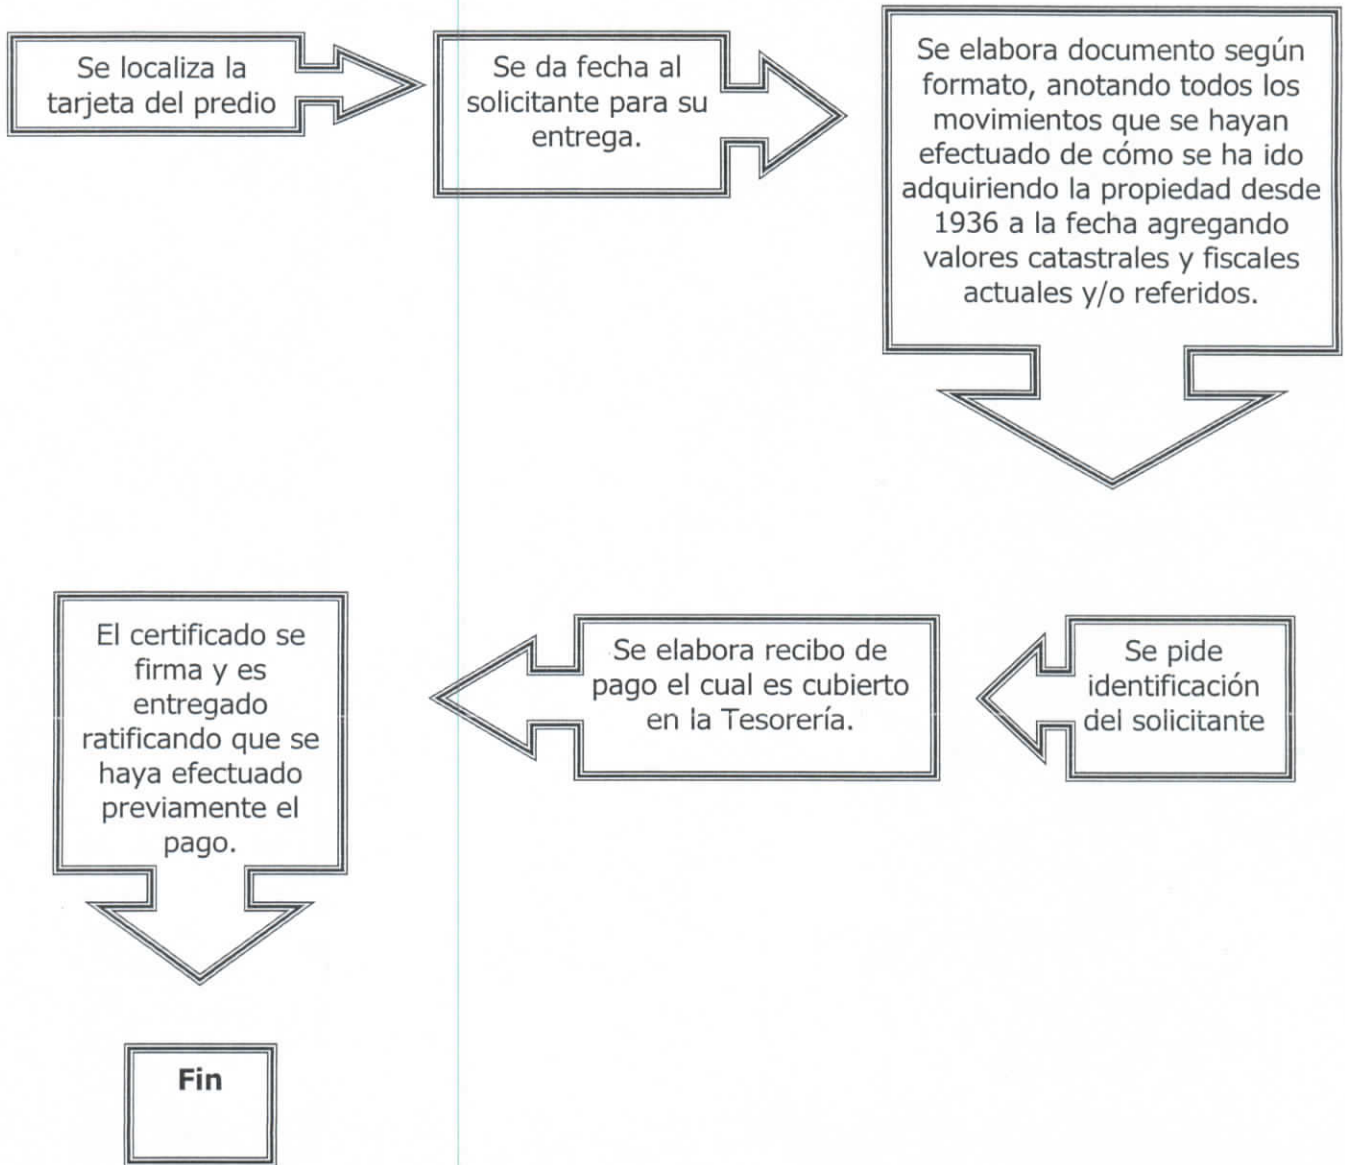 Se localiza la
tarjeta del predio
Se da fecha al
solicitante para su
entrega.
Se elabora documento según
formato, anotando todos los
movimientos que se hayan
efectuado de cómo se ha ido
adquiriendo la propiedad desde
1936 a la fecha agregando
valores catastrales y fiscales
actuales y/o referidos.
Se pide
identificación
del solicitante
Se elabora recibo de
pago el cual es cubierto
en la Tesorería.
El certificado se
firma y es
entregado
ratificando que se
haya efectuado
previamente el
pago.
Fin